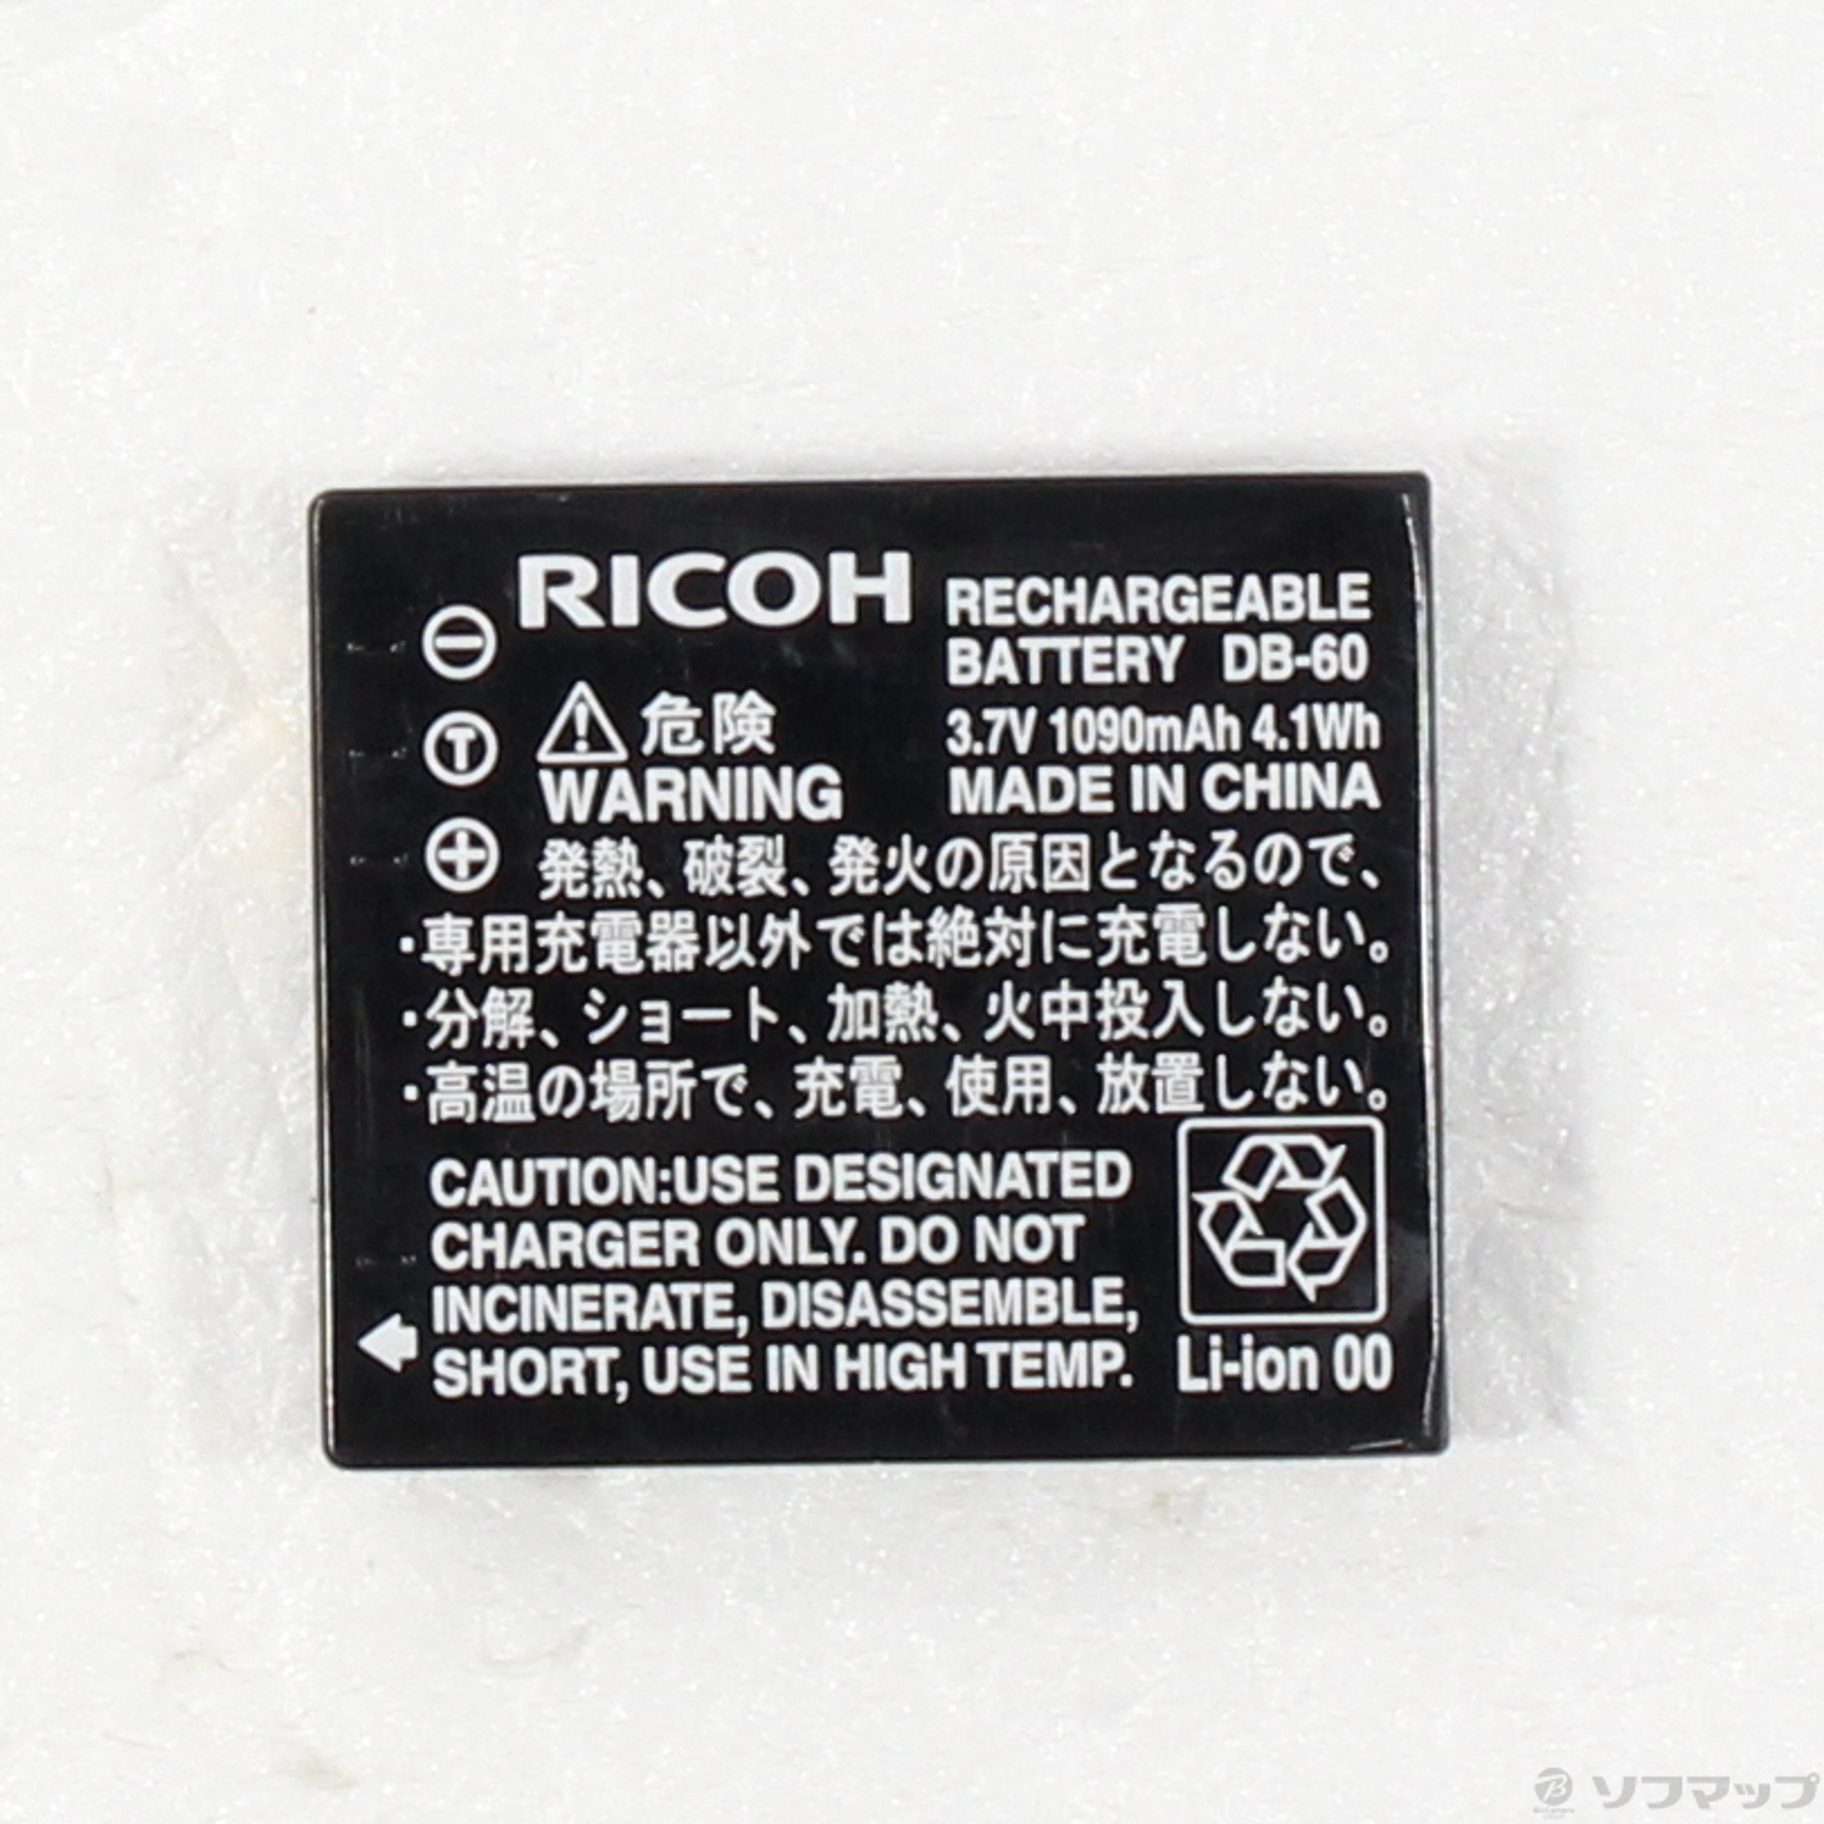 RICOH
RECHARGEABLE
BATTERY DB-60
3.7V 1090mAh 4.1Wh
MADE IN CHINA
危険
WARNING
T
発熱、破裂、発火の原因となるので、
・専用充電器以外では絶対に充電しない。
・分解、ショート、加熱、火中投入しない。
・高温の場所で、充電、使用、放置しない。
CAUTION:USE DESIGNATED
CHARGER ONLY. DO NOT
INCINERATE, DISASSEMBLE,
SHORT, USE IN HIGH TEMP.
Li-ion 00
ソフマップ